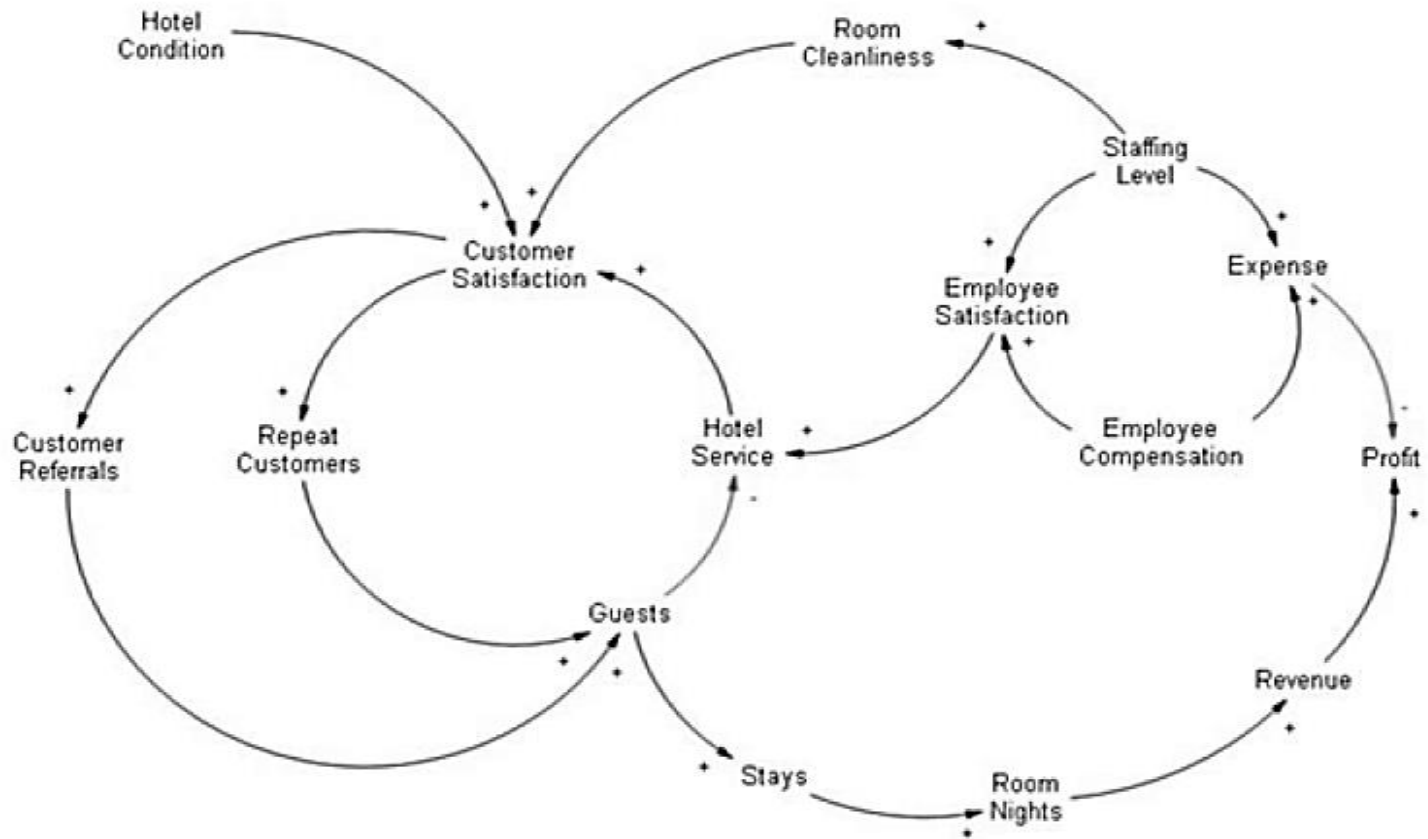 Hotel
Condition
Room
Cleanliness
+
Staffing
Level
+
+
+
+
Customer
Satisfaction
+
+
Employee
Satisfaction
+
Expense
+
+
+
Customer
Referrals
Repeat
Customers
Hotel
Service
+
Employee
Compensation
-
Profit
-
+
Guests
+
+
Revenue
+
+
Stays
Room
Nights
+